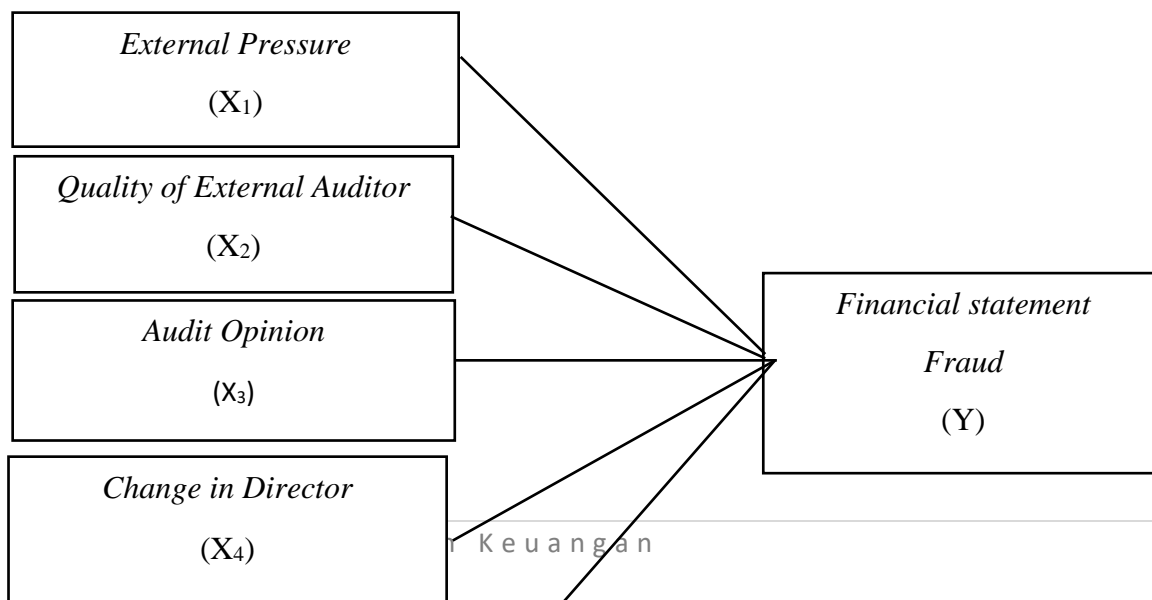 External Pressure
(X₁)
Quality of External Auditor
(X₂)
Audit Opinion
(X₃)
Change in Director
(X₄)
Financial statement
Fraud
(Y)
Keuangan